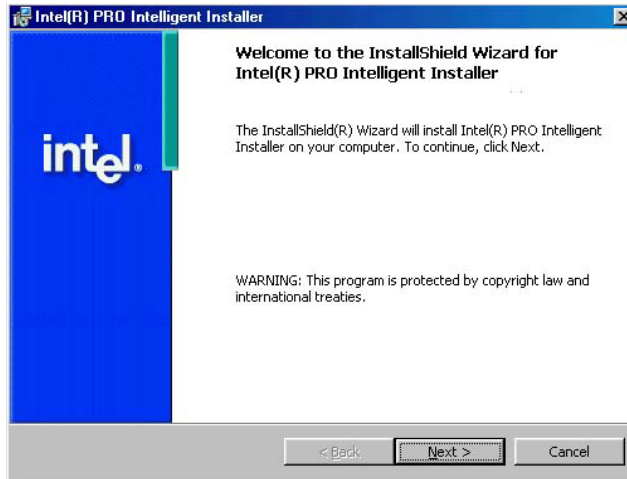 Intel(R) PRO Intelligent Installer
Welcome to the InstallShield Wizard for
Intel(R) PRO Intelligent Installer
The InstallShield(R) Wizard will install Intel(R) PRO Intelligent
Installer on your computer. To continue, click Next.
intel®
WARNING: This program is protected by copyright law and
international treaties.
< Back
Next >
Cancel